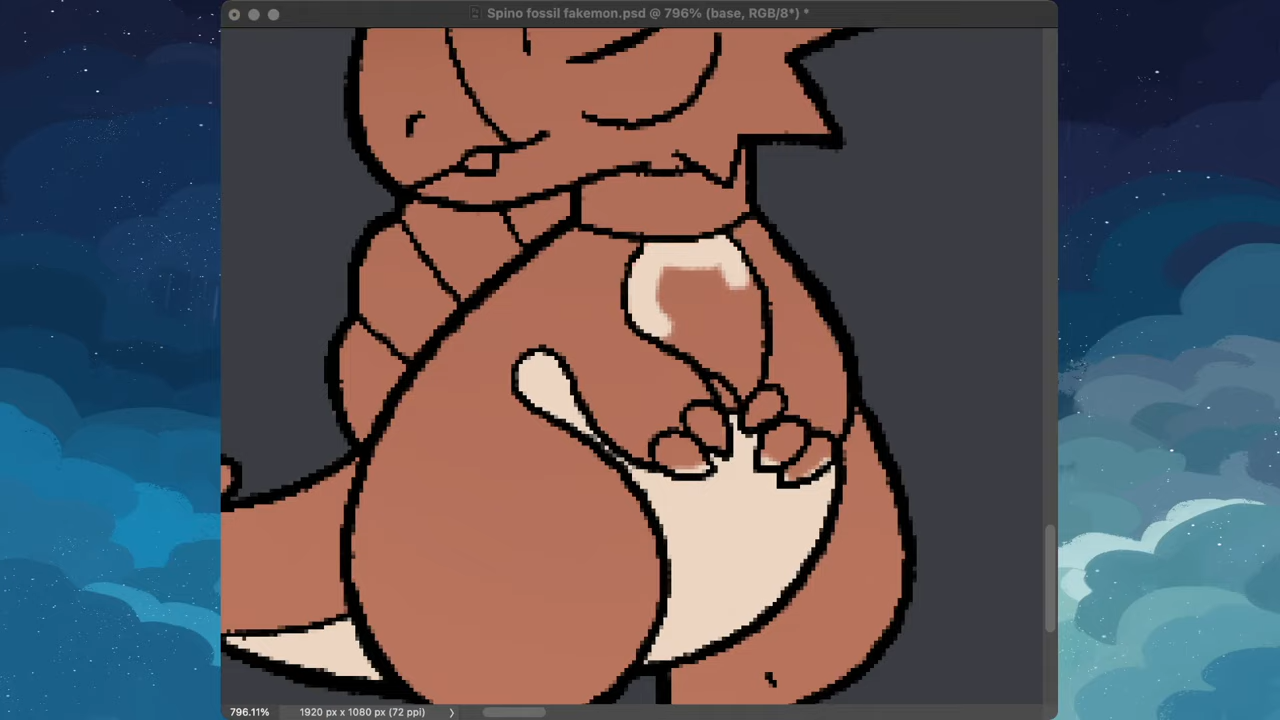 Spino fossil fakemon.psd @ 796% (base, RGB/8*) *
796.11%
1920 px x 1080 px (72 ppi)